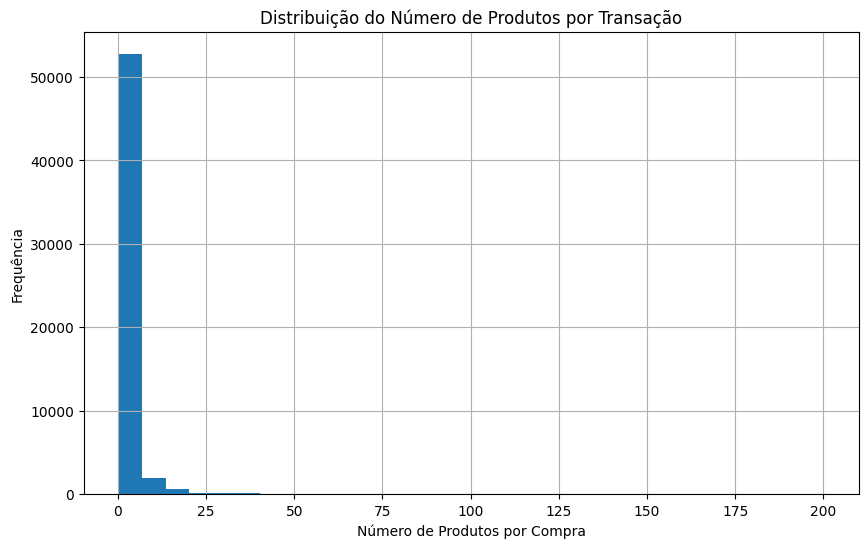 Distribuição do Número de Produtos por Transação
50000
40000
30000
20000
10000
0
Frequência
0 25 50 75 100 125 150 175 200
Número de Produtos por Compra